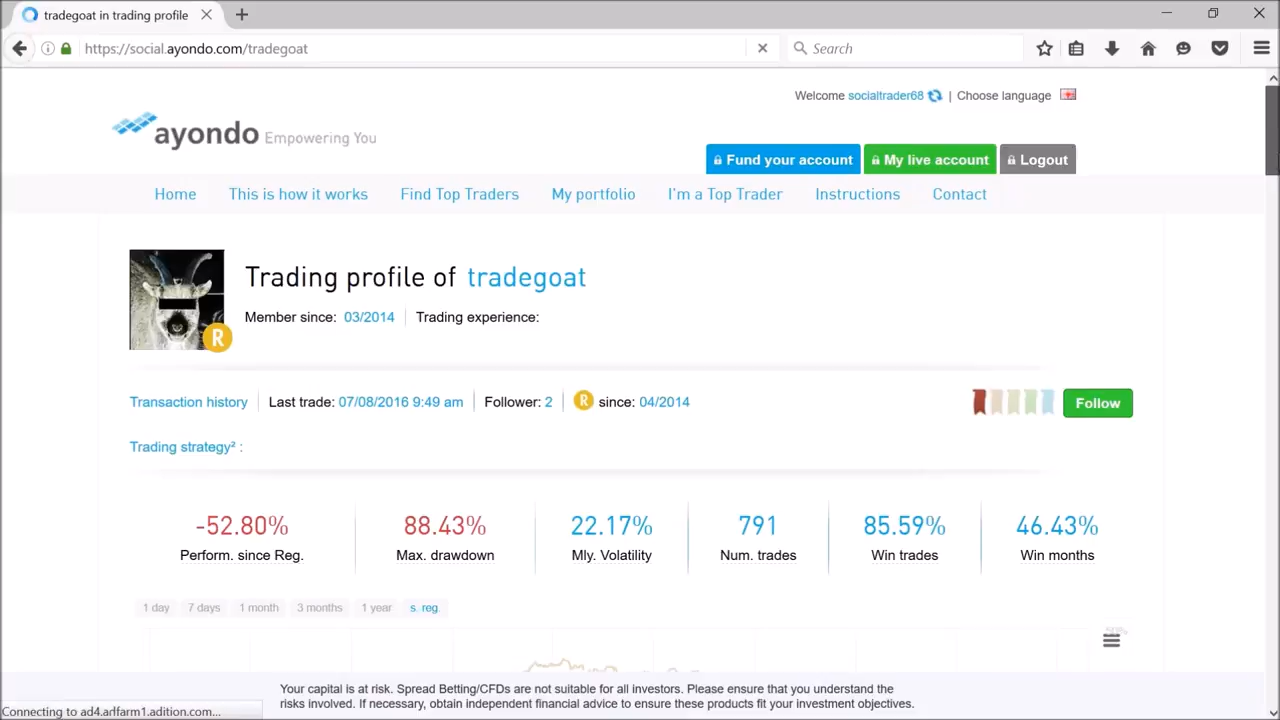 tradegoat in trading profile
https://social.ayondo.com/tradegoat
Search
Welcome socialtrader68 | Choose language
ayondo Empowering You
Fund your account My live account Logout
Home This is how it works Find Top Traders My portfolio I'm a Top Trader Instructions Contact
Trading profile of tradegoat
Member since: 03/2014 Trading experience:
R
Transaction history Last trade: 07/08/2016 9:49 am Follower: 2 R since: 04/2014 Follow
Trading strategy² :
-52.80% 88.43% 22.17% 791 85.59% 46.43%
Perform. since Reg. Max. drawdown Mly. Volatility Num. trades Win trades Win months
1 day 7 days 1 month 3 months 1 year s. reg.
Your capital is at risk. Spread Betting/CFDs are not suitable for all investors. Please ensure that you understand the
risks involved. If necessary, obtain independent financial advice to ensure these products fit your investment objectives.
Connecting to ad4.adfarm1.adition.com...